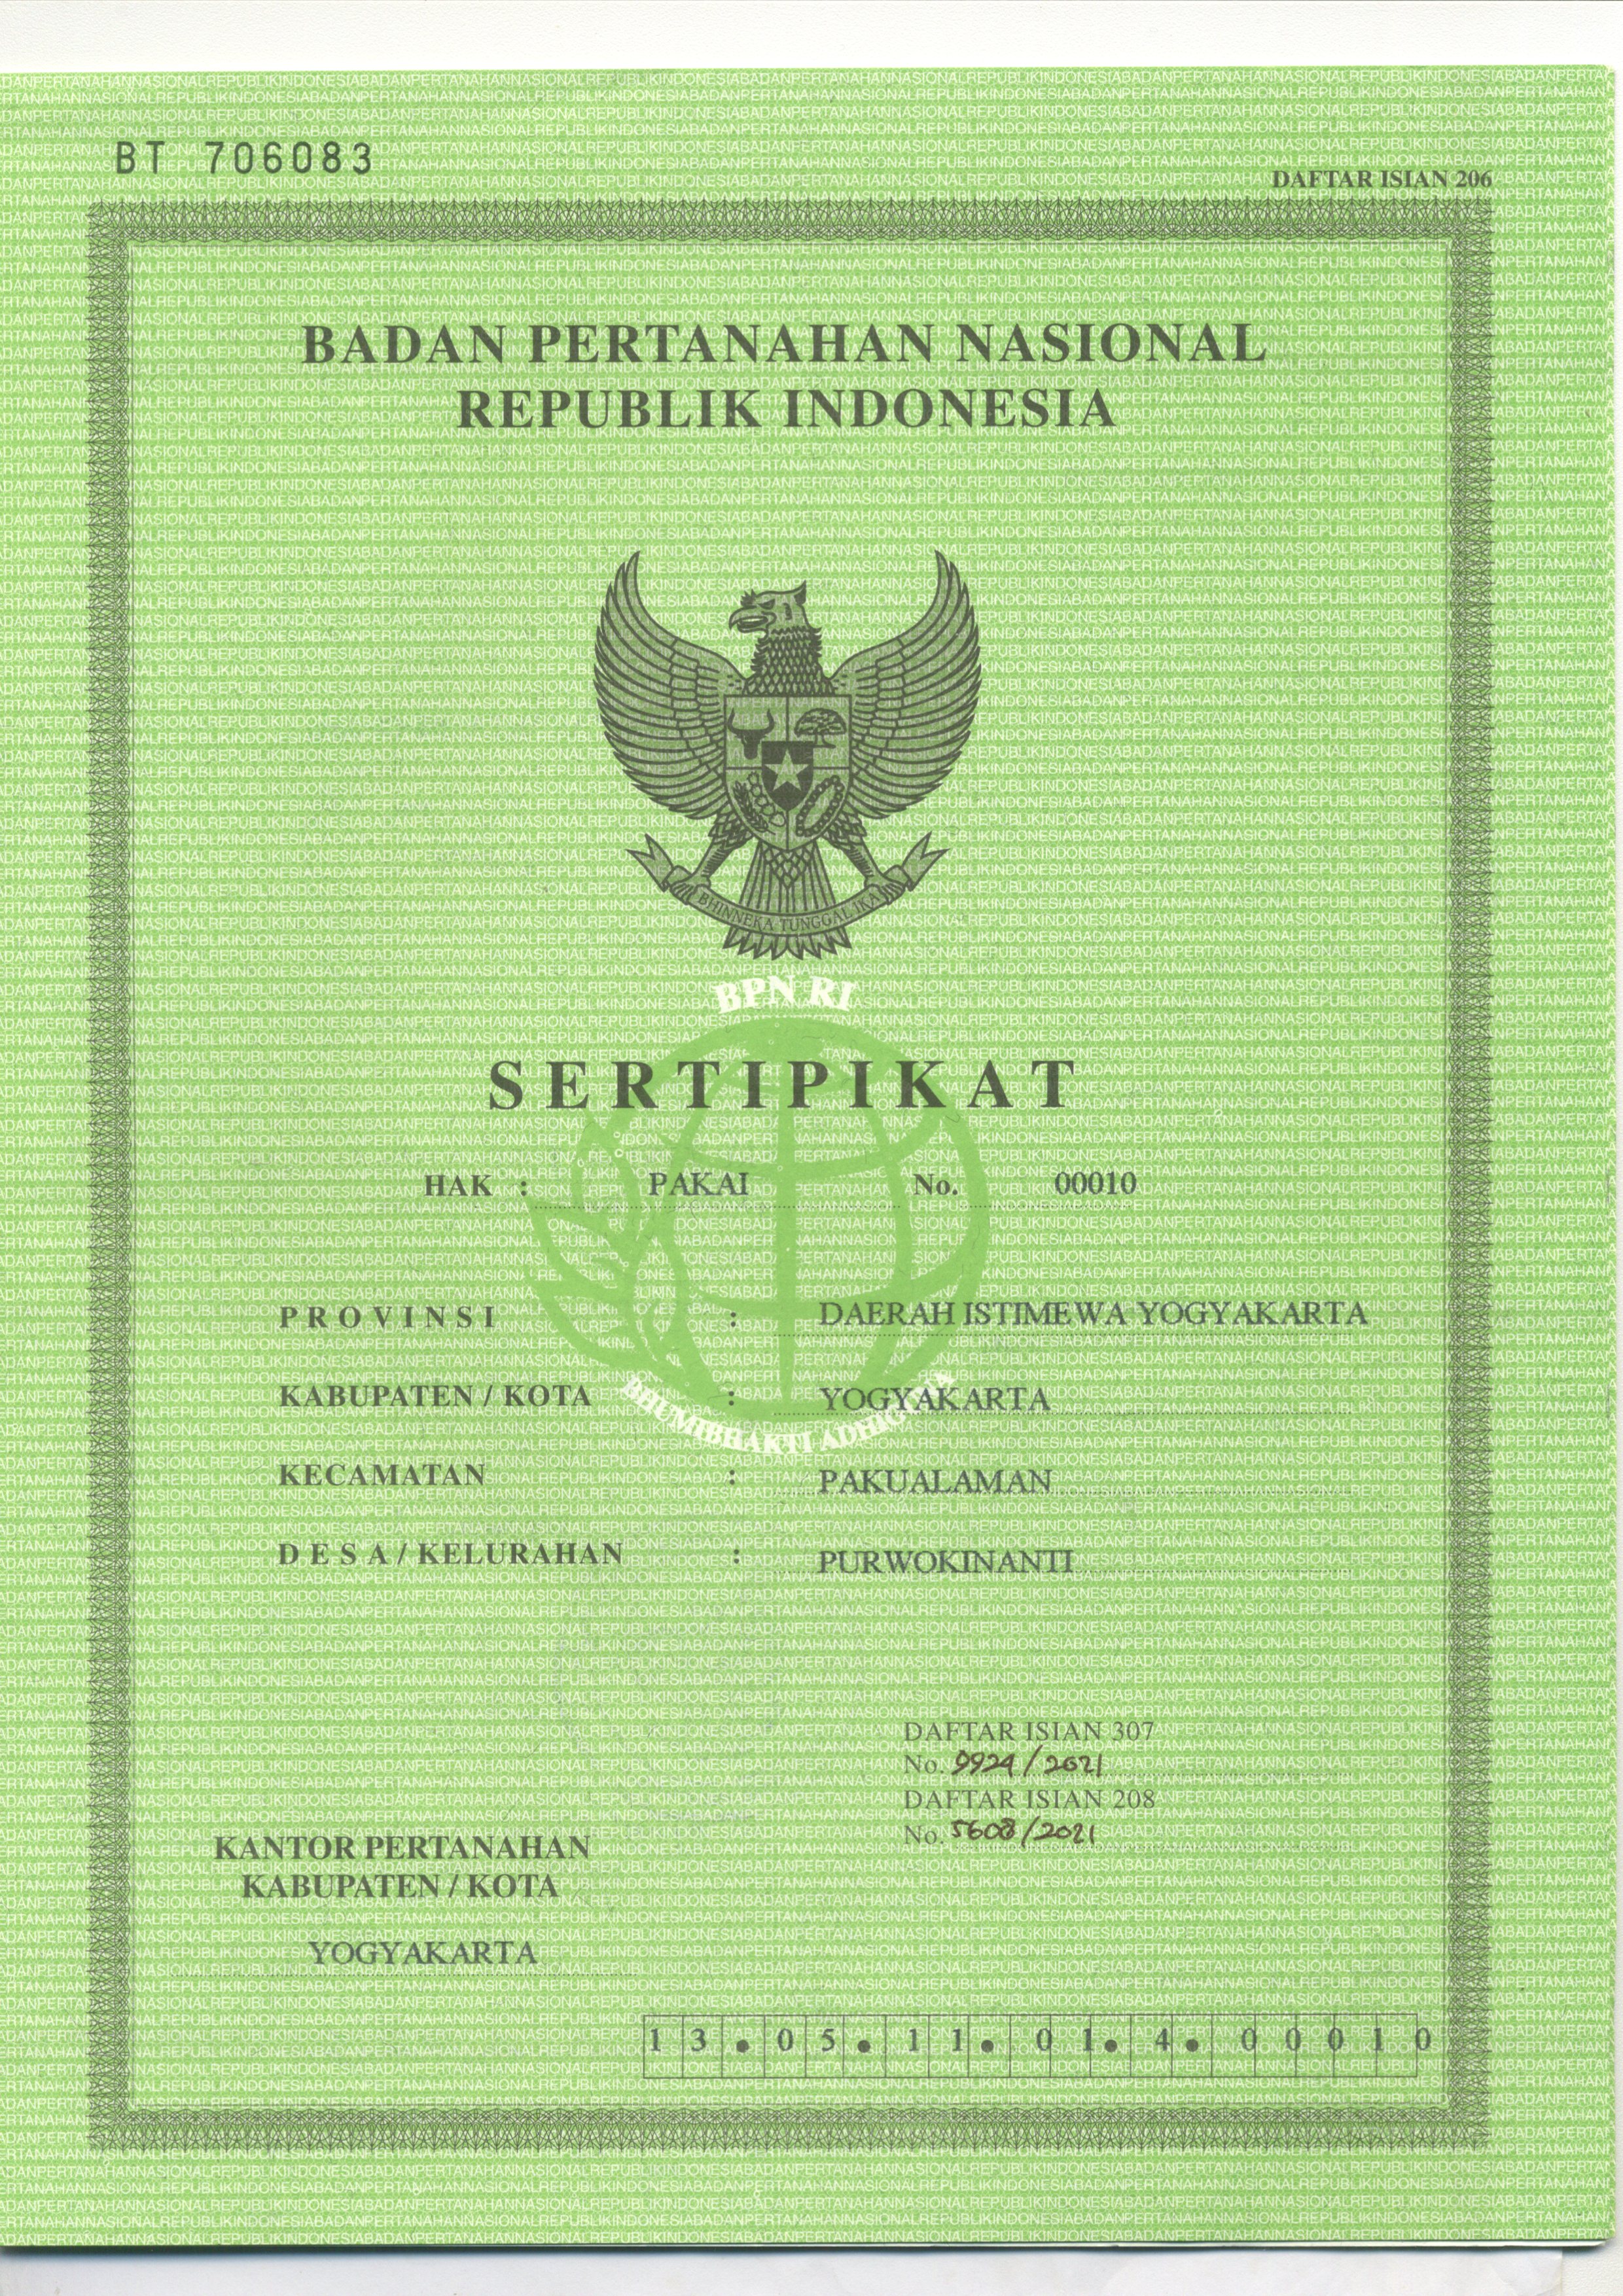 BT 706083
DAFTAR ISIAN 206
BADAN PERTANAHAN NASIONAL
REPUBLIK INDONESIA
BHINNEKA TUNGGAL IKA
BPN RI
SERTIPIKAT
HAK : PAKAI No. 00010
PROVINSI : DAERAH ISTIMEWA YOGYAKARTA
KABUPATEN / KOTA : YOGYAKARTA
BHUMIBHAKTI
KECAMATAN : PAKUALAMAN
DESA / KELURAHAN : PURWOKINANTI
DAFTAR ISIAN 307
No. 9924/2021
DAFTAR ISIAN 208
No. 5608/2021
KANTOR PERTANAHAN
KABUPATEN / KOTA
YOGYAKARTA
13.05.11.01.4.00010